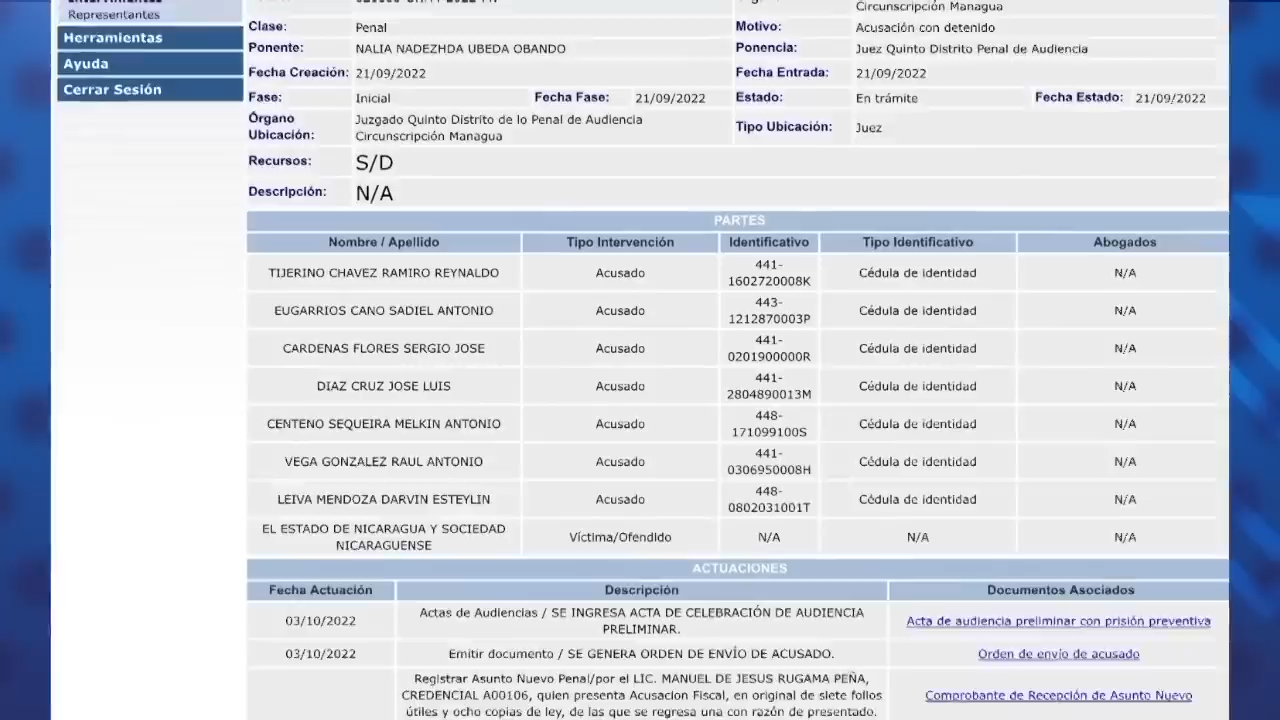 Representantes
Circunscripción Managua
Herramientas
Clase: Penal Motivo: Acusación con detenido
Ponente: NALIA NADEZHDA UBEDA OBANDO Ponencia: Juez Quinto Distrito Penal de Audiencia
Ayuda
Fecha Creación: 21/09/2022 Fecha Entrada: 21/09/2022
Cerrar Sesión
Fase: Inicial Fecha Fase: 21/09/2022 Estado: En trámite Fecha Estado: 21/09/2022
Órgano
Ubicación:
Juzgado Quinto Distrito de lo Penal de Audiencia
Circunscripción Managua
Tipo Ubicación: Juez
Recursos: S/D
Descripción: N/A
PARTES
Nombre / Apellido Tipo Intervención Identificativo Tipo Identificativo Abogados
TIJERINO CHAVEZ RAMIRO REYNALDO Acusado 441-
1602720008K Cédula de identidad N/A
EUGARRIOS CANO SADIEL ANTONIO Acusado 443-
1212870003P Cédula de identidad N/A
CARDENAS FLORES SERGIO JOSE Acusado 441-
0201900000R Cédula de identidad N/A
DIAZ CRUZ JOSE LUIS Acusado 441-
2804890013M Cédula de identidad N/A
CENTENO SEQUEIRA MELKIN ANTONIO Acusado 448-
171099100S Cédula de identidad N/A
VEGA GONZALEZ RAUL ANTONIO Acusado 441-
0306950008H Cédula de identidad N/A
LEIVA MENDOZA DARVIN ESTEYLIN Acusado 448-
0802031001T Cédula de identidad N/A
EL ESTADO DE NICARAGUA Y SOCIEDAD
NICARAGUENSE Víctima/Ofendido N/A N/A N/A
ACTUACIONES
Fecha Actuación Descripción Documentos Asociados
03/10/2022 Actas de Audiencias / SE INGRESA ACTA DE CELEBRACIÓN DE AUDIENCIA
PRELIMINAR. Acta de audiencia preliminar con prisión preventiva
03/10/2022 Emitir documento / SE GENERA ORDEN DE ENVÍO DE ACUSADO. Orden de envío de acusado
Registrar Asunto Nuevo Penal/por el LIC. MANUEL DE JESUS RUGAMA PEÑA,
CREDENCIAL A00106, quien presenta Acusacion Fiscal, en original de siete folios
útiles y ocho copias de ley, de las que se regresa una con razón de presentado.
Comprobante de Recepción de Asunto Nuevo